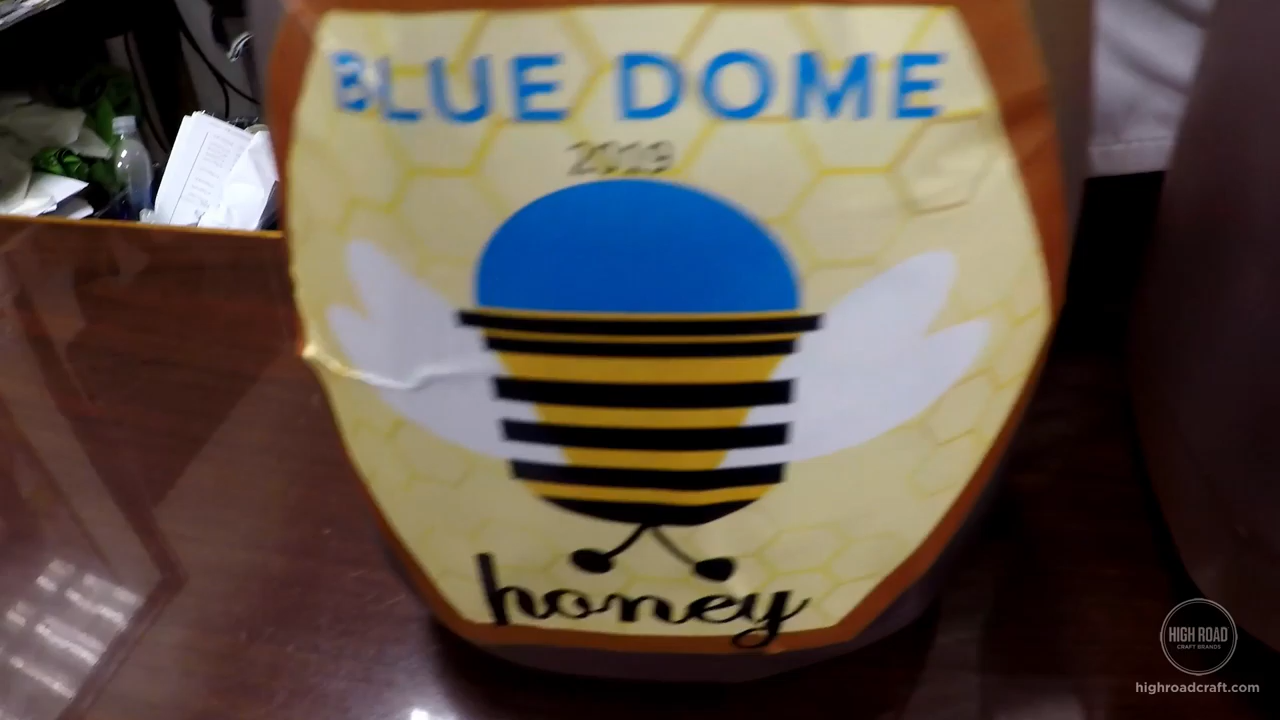 BLUE DOME
2019
honey
HIGH ROAD
CRAFT BRANDS
highroadcraft.com